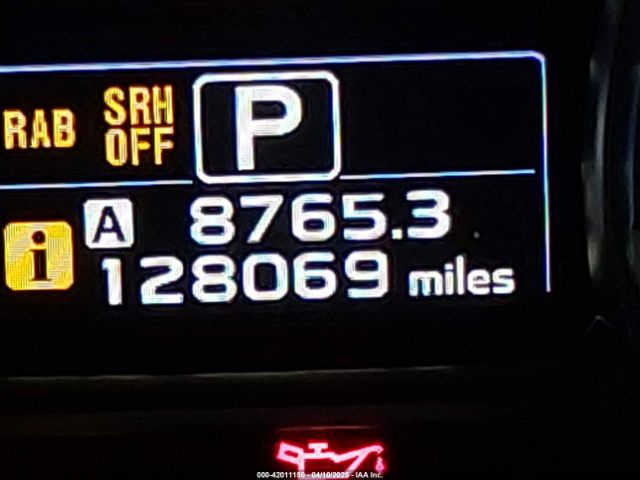 RAB SRH OFF P
A 8765.3
i 128069 miles
000-42011150 - 04/10/2025 - IAA Inc.